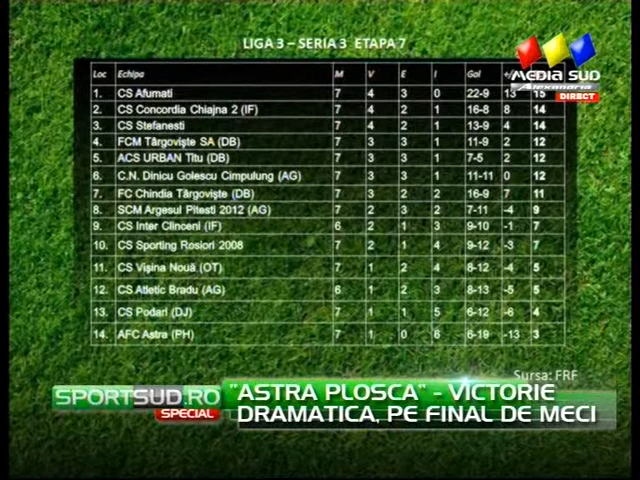 LIGA 3 – SERIA 3 ETAPA 7
MEDIA SUD
Alexandria
DIRECT
Loc Echipa M V E I Gol +/
1. CS Afumati 7 4 3 0 22-9 13 15
2. CS Concordia Chiajna 2 (IF) 7 4 2 1 16-8 8 14
3. CS Stefanesti 7 4 2 1 13-9 4 14
4. FCM Târgovişte SA (DB) 7 3 3 1 11-9 2 12
5. ACS URBAN Titu (DB) 7 3 3 1 7-5 2 12
6. C.N. Dinicu Golescu Cimpulung (AG) 7 3 3 1 11-11 0 12
7. FC Chindia Târgovişte (DB) 7 3 2 2 16-9 7 11
8. SCM Argesul Pitesti 2012 (AG) 7 2 3 2 7-11 -4 9
9. CS Inter Clinceni (IF) 6 2 1 3 9-10 -1 7
10. CS Sporting Rosiori 2008 7 2 1 4 9-12 -3 7
11. CS Vişina Nouă (OT) 7 1 2 4 8-12 -4 5
12. CS Atletic Bradu (AG) 6 1 2 3 8-13 -5 5
13. CS Podari (DJ) 7 1 1 5 6-12 -6 4
14. AFC Astra (PH) 7 1 0 6 6-19 -13 3
Sursa: FRF
SPORTSUD.RO
SPECIAL
"ASTRA PLOSCA" - VICTORIE
DRAMATICA, PE FINAL DE MECI